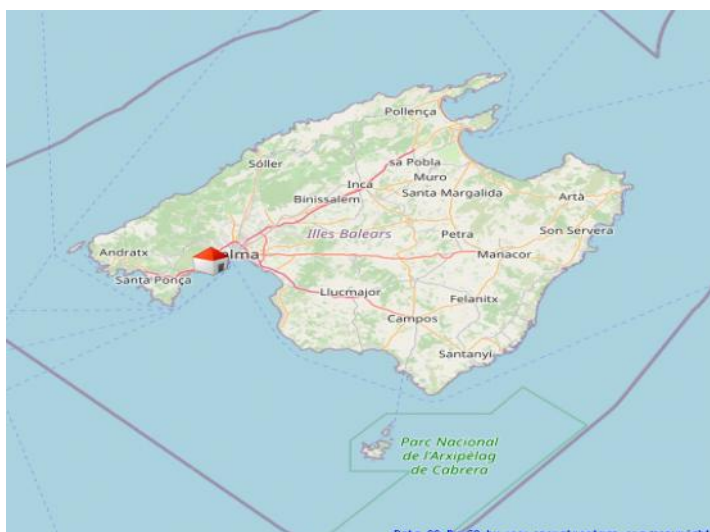 Pollença
sa Pobla
Sóller
Muro
Inca
Santa Margalida
Artà
Binissalem
Illes Balears
Petra
Son Servera
Andratx
Manacor
Santa Ponça
Llucmajor
Felanitx
Campos
Santanyí
Parc Nacional
de l'Arxipèlag
de Cabrera